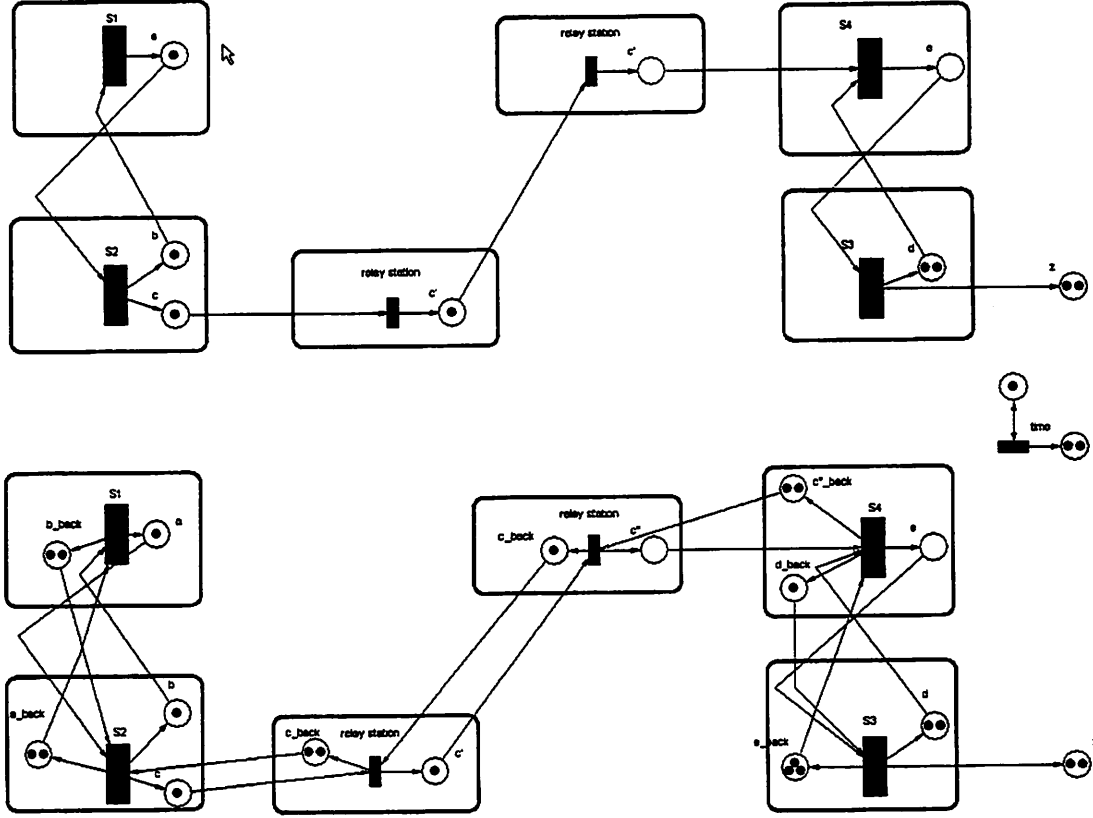 S1
a
relay station
c'
S4
e
b
S2
c
relay station
c'
S3
d
z
time
S1
b_back
a
relay station
c_back
c"
c"_back
S4
e
d_back
b
a_back
S2
c
c_back
relay station
c'
d
S3
e_back